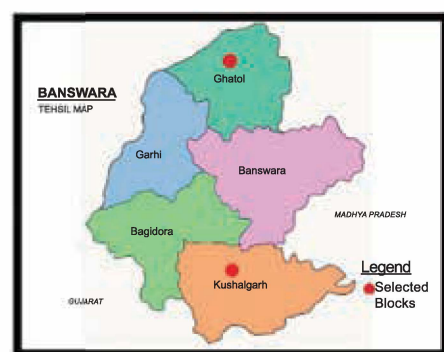 Ghatol
BANSWARA
TEHSIL MAP
Garhi
Banswara
MADHYA PRADESH
Bagidora
Legend
Kushalgarh
Selected
Blocks
GUJARAT